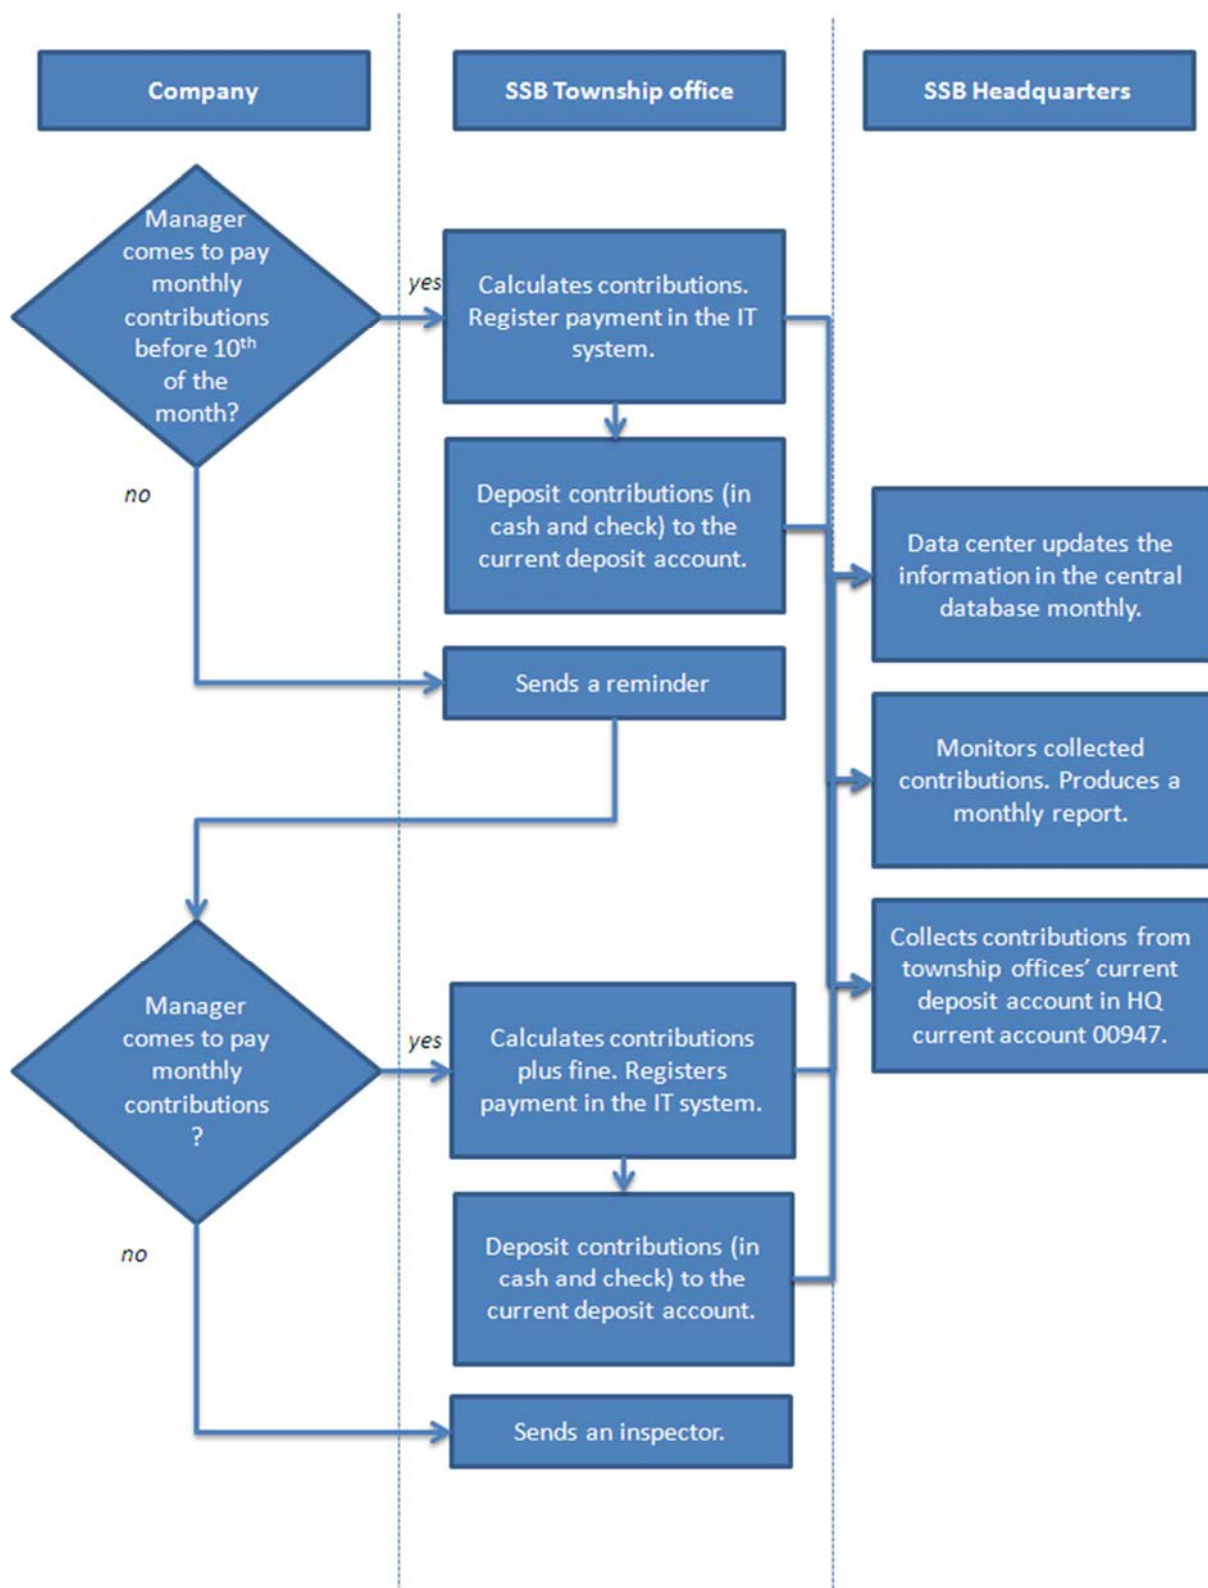 Company
SSB Township office
SSB Headquarters
Manager
comes to pay
monthly
contributions
before 10th
of the
month?
yes
Calculates contributions.
Register payment in the IT
system.
no
Deposit contributions (in
cash and check) to the
current deposit account.
Data center updates the
information in the central
database monthly.
Sends a reminder
Monitors collected
contributions. Produces a
monthly report.
Collects contributions from
township offices’ current
deposit account in HQ
current account 00947.
Manager
comes to pay
monthly
contributions
?
yes
Calculates contributions
plus fine. Registers
payment in the IT system.
no
Deposit contributions (in
cash and check) to the
current deposit account.
Sends an inspector.